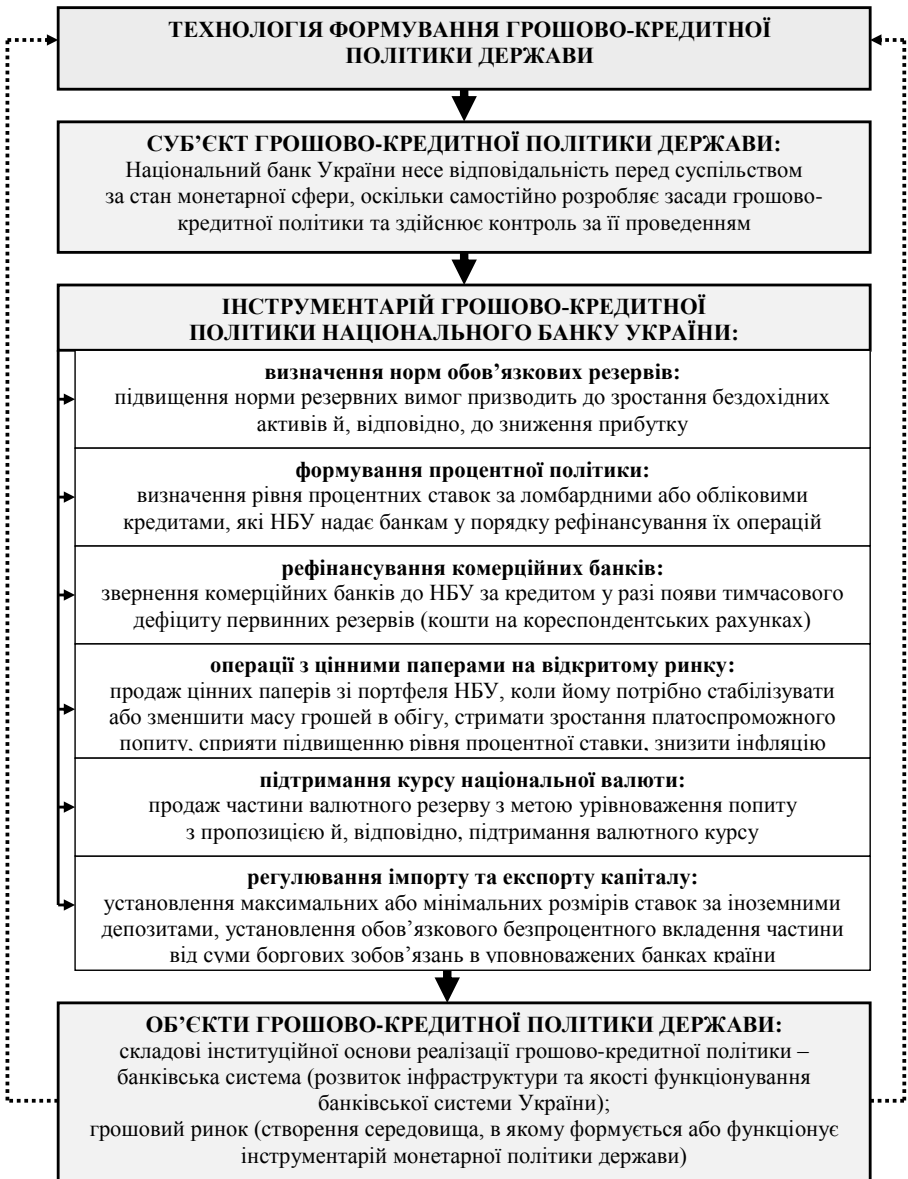 ТЕХНОЛОГІЯ ФОРМУВАННЯ ГРОШОВО-КРЕДИТНОЇ
ПОЛІТИКИ ДЕРЖАВИ
СУБ’ЄКТ ГРОШОВО-КРЕДИТНОЇ ПОЛІТИКИ ДЕРЖАВИ:
Національний банк України несе відповідальність перед суспільством
за стан монетарної сфери, оскільки самостійно розробляє засади грошово-
кредитної політики та здійснює контроль за її проведенням
ІНСТРУМЕНТАРІЙ ГРОШОВО-КРЕДИТНОЇ
ПОЛІТИКИ НАЦІОНАЛЬНОГО БАНКУ УКРАЇНИ:
визначення норм обов’язкових резервів:
підвищення норми резервних вимог призводить до зростання бездохідних
активів й, відповідно, до зниження прибутку
формування процентної політики:
визначення рівня процентних ставок за ломбардними або обліковими
кредитами, які НБУ надає банкам у порядку рефінансування їх операцій
рефінансування комерційних банків:
звернення комерційних банків до НБУ за кредитом у разі появи тимчасового
дефіциту первинних резервів (кошти на кореспондентських рахунках)
операції з цінними паперами на відкритому ринку:
продаж цінних паперів зі портфеля НБУ, коли йому потрібно стабілізувати
або зменшити масу грошей в обігу, стримати зростання платоспроможного
попиту, сприяти підвищенню рівня процентної ставки, знизити інфляцію
підтримання курсу національної валюти:
продаж частини валютного резерву з метою урівноваження попиту
з пропозицією й, відповідно, підтримання валютного курсу
регулювання імпорту та експорту капіталу:
установлення максимальних або мінімальних розмірів ставок за іноземними
депозитами, установлення обов’язкового безпроцентного вкладення частини
від суми боргових зобов’язань в уповноважених банках країни
ОБ’ЄКТИ ГРОШОВО-КРЕДИТНОЇ ПОЛІТИКИ ДЕРЖАВИ:
складові інституційної основи реалізації грошово-кредитної політики –
банківська система (розвиток інфраструктури та якості функціонування
банківської системи України);
грошовий ринок (створення середовища, в якому формується або функціонує
інструментарій монетарної політики держави)